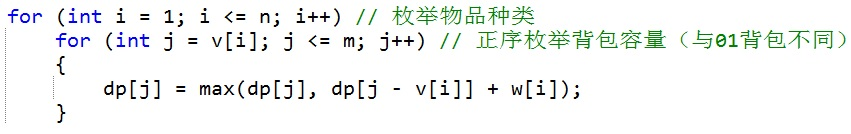 for (int i = 1; i <= n; i++) // 枚举物品种类
    for (int j = v[i]; j <= m; j++) // 正序枚举背包容量（与01背包不同）
    {
        dp[j] = max(dp[j], dp[j - v[i]] + w[i]);
    }